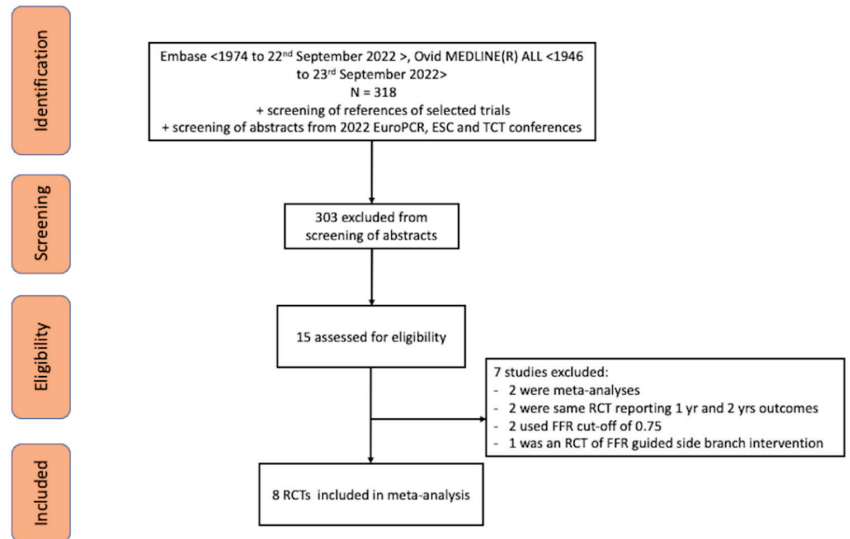 Identification
Embase <1974 to 22nd September 2022 >, Ovid MEDLINE(R) ALL <1946
to 23rd September 2022>
N = 318
+ screening of references of selected trials
+ screening of abstracts from 2022 EuroPCR, ESC and TCT conferences
Screening
303 excluded from
screening of abstracts
Eligibility
15 assessed for eligibility
7 studies excluded:
- 2 were meta-analyses
- 2 were same RCT reporting 1 yr and 2 yrs outcomes
- 2 used FFR cut-off of 0.75
- 1 was an RCT of FFR guided side branch intervention
Included
8 RCTs included in meta-analysis